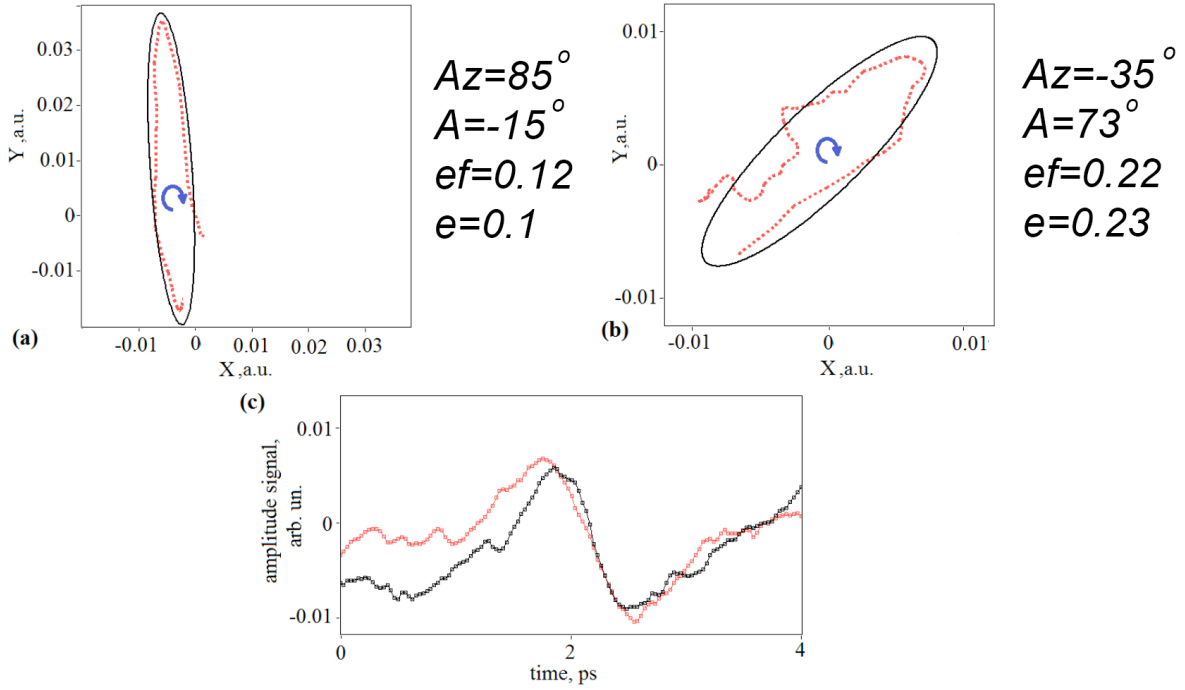 0.03
0.02
0.01
0
-0.01
Y ,a.u.
-0.01
0
0.01
0.02
0.03
X ,a.u.
(a)
Az=85°
A=-15°
ef=0.12
e=0.1
0.01
0
-0.01
Y,a.u.
-0.01
0
0.01
X ,a.u.
(b)
Az=-35°
A=73°
ef=0.22
e=0.23
(c)
0.01
0
-0.01
amplitude signal,
arb. un.
0
2
4
time, ps